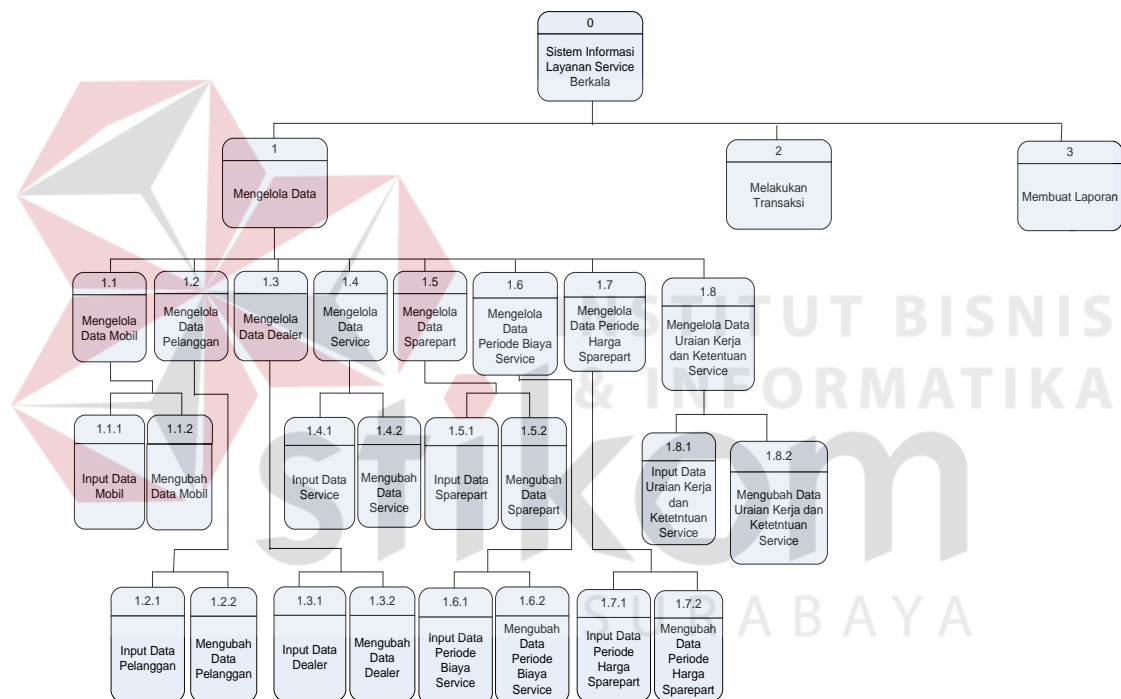 0
Sistem Informasi
Layanan Service
Berkala
1
Mengelola Data
2
Melakukan
Transaksi
3
Membuat Laporan
1.1
Mengelola
Data Mobil
1.2
Mengelola
Data
Pelanggan
1.3
Mengelola
Data Dealer
1.4
Mengelola
Data
Service
1.5
Mengelola
Data
Sparepart
1.6
Mengelola
Data
Periode Biaya
Service
1.7
Mengelola
Data Periode
Harga
Sparepart
1.8
Mengelola Data
Uraian Kerja
dan Ketentuan
Service
1.1.1
Input Data
Mobil
1.1.2
Mengubah
Data Mobil
1.4.1
Input Data
Service
1.4.2
Mengubah
Data
Service
1.5.1
Input Data
Sparepart
1.5.2
Mengubah
Data
Sparepart
1.8.1
Input Data
Uraian Kerja
dan
Ketetntuan
Service
1.8.2
Mengubah Data
Uraian Kerja dan
Ketetntuan
Service
1.2.1
Input Data
Pelanggan
1.2.2
Mengubah
Data
Pelanggan
1.3.1
Input Data
Dealer
1.3.2
Mengubah
Data
Dealer
1.6.1
Input Data
Periode
Biaya
Service
1.6.2
Mengubah
Data
Periode
Biaya
Service
1.7.1
Input Data
Periode
Harga
Sparepart
1.7.2
Mengubah
Data
Periode
Harga
Sparepart
INSTITUT BISNIS
& INFORMATIKA
stikom
SURABAYA